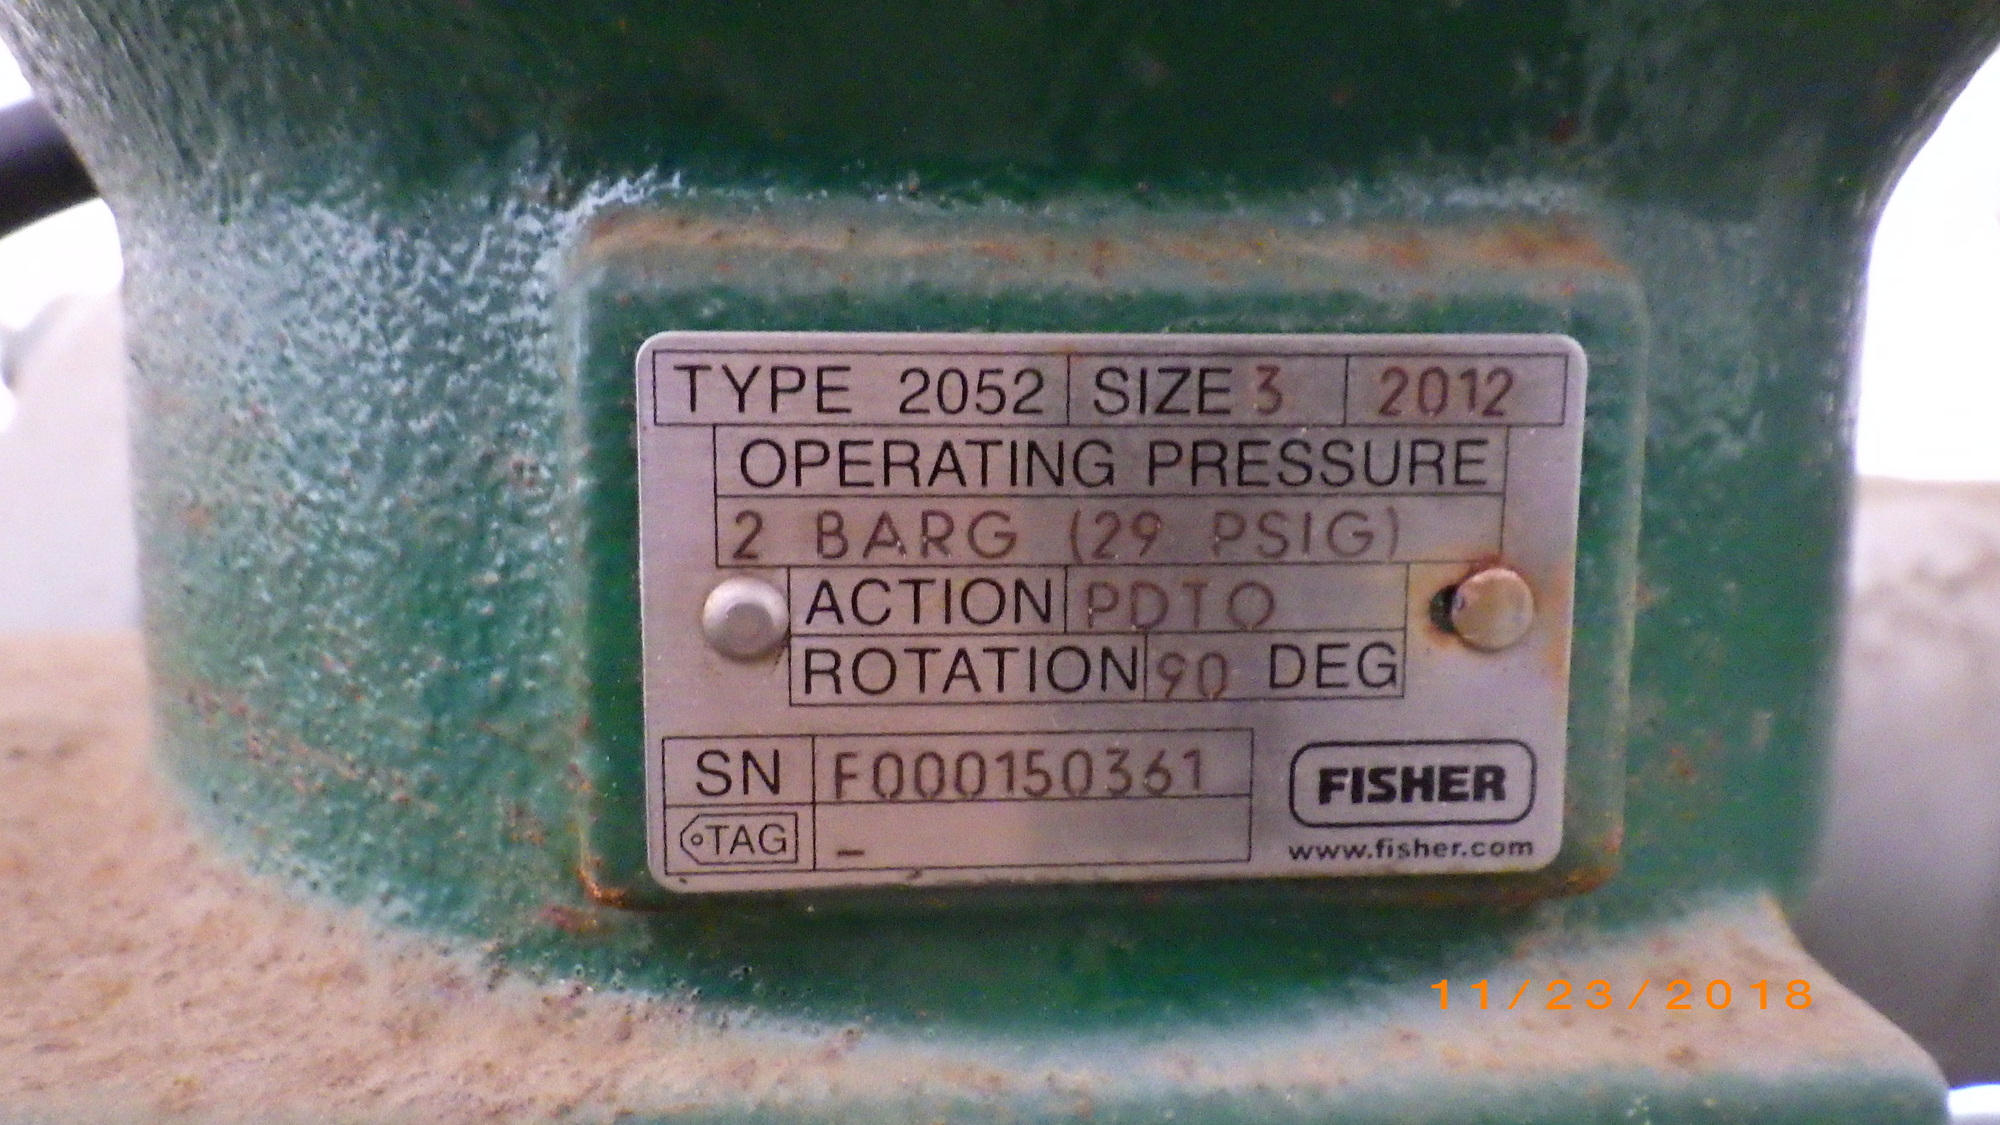 TYPE 2052 SIZE 3 2012
OPERATING PRESSURE
2 BARG (29 PSIG)
ACTION PDTO
ROTATION 90 DEG
SN F000150361
FISHER
TAG –
www.fisher.com
11/23/2018